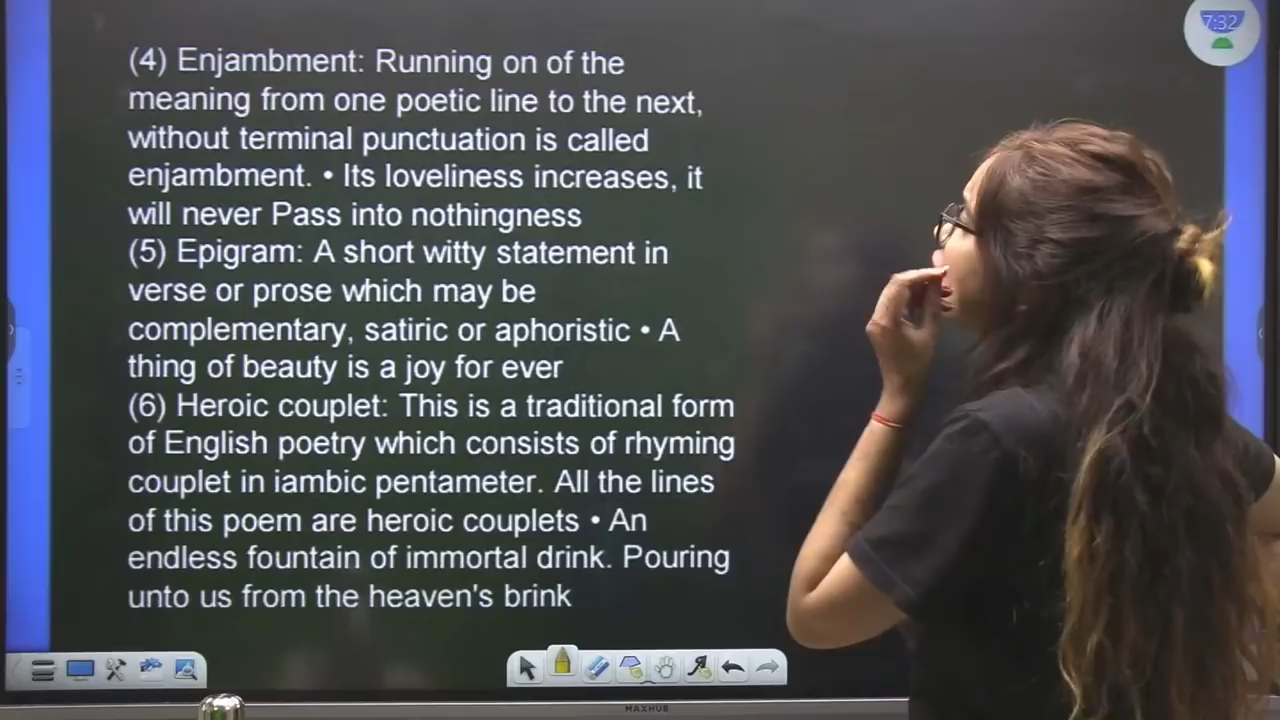 7:32
(4) Enjambment: Running on of the
meaning from one poetic line to the next,
without terminal punctuation is called
enjambment. • Its loveliness increases, it
will never Pass into nothingness
(5) Epigram: A short witty statement in
verse or prose which may be
complementary, satiric or aphoristic • A
thing of beauty is a joy for ever
(6) Heroic couplet: This is a traditional form
of English poetry which consists of rhyming
couplet in iambic pentameter. All the lines
of this poem are heroic couplets • An
endless fountain of immortal drink. Pouring
unto us from the heaven's brink
MAXHUB